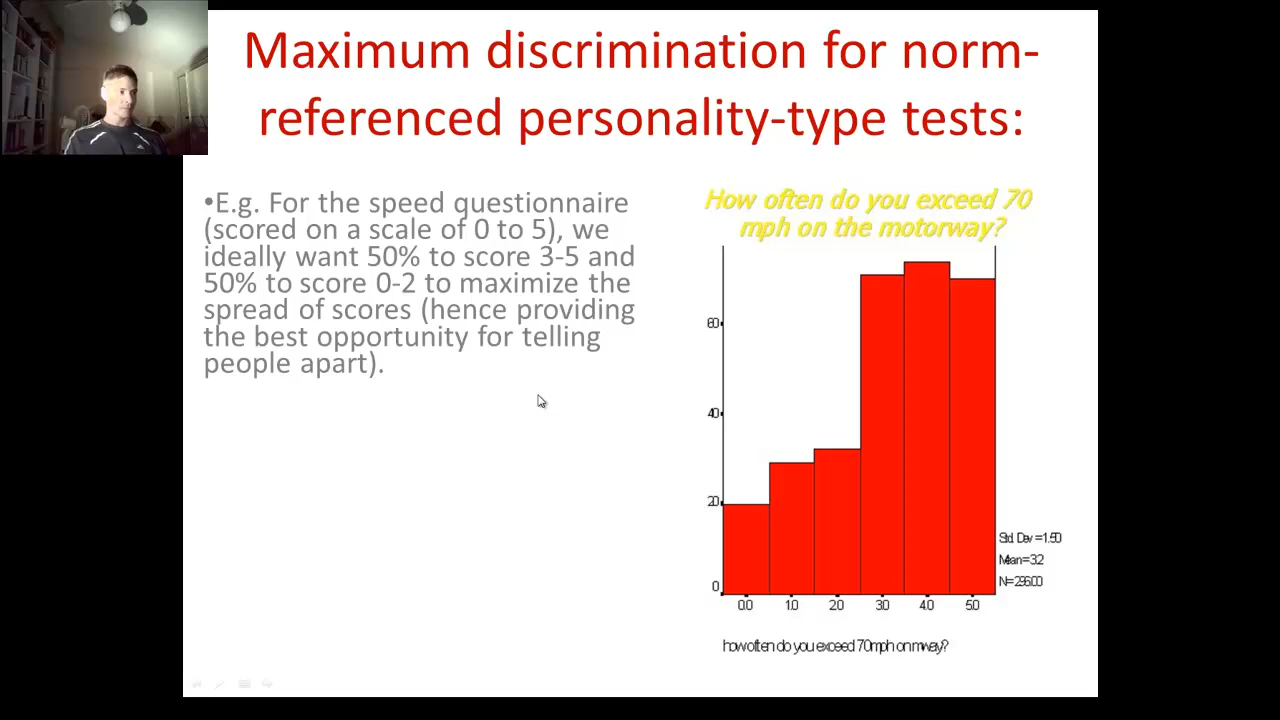 Maximum discrimination for norm-
referenced personality-type tests:
•E.g. For the speed questionnaire
(scored on a scale of 0 to 5), we
ideally want 50% to score 3-5 and
50% to score 0-2 to maximize the
spread of scores (hence providing
the best opportunity for telling
people apart).
How often do you exceed 70
mph on the motorway?
60
40
20
0
Std. Dev = 1.50
Mean = 3.2
N = 296.00
0.0 1.0 2.0 3.0 4.0 5.0
how often do you exceed 70mph on mway?